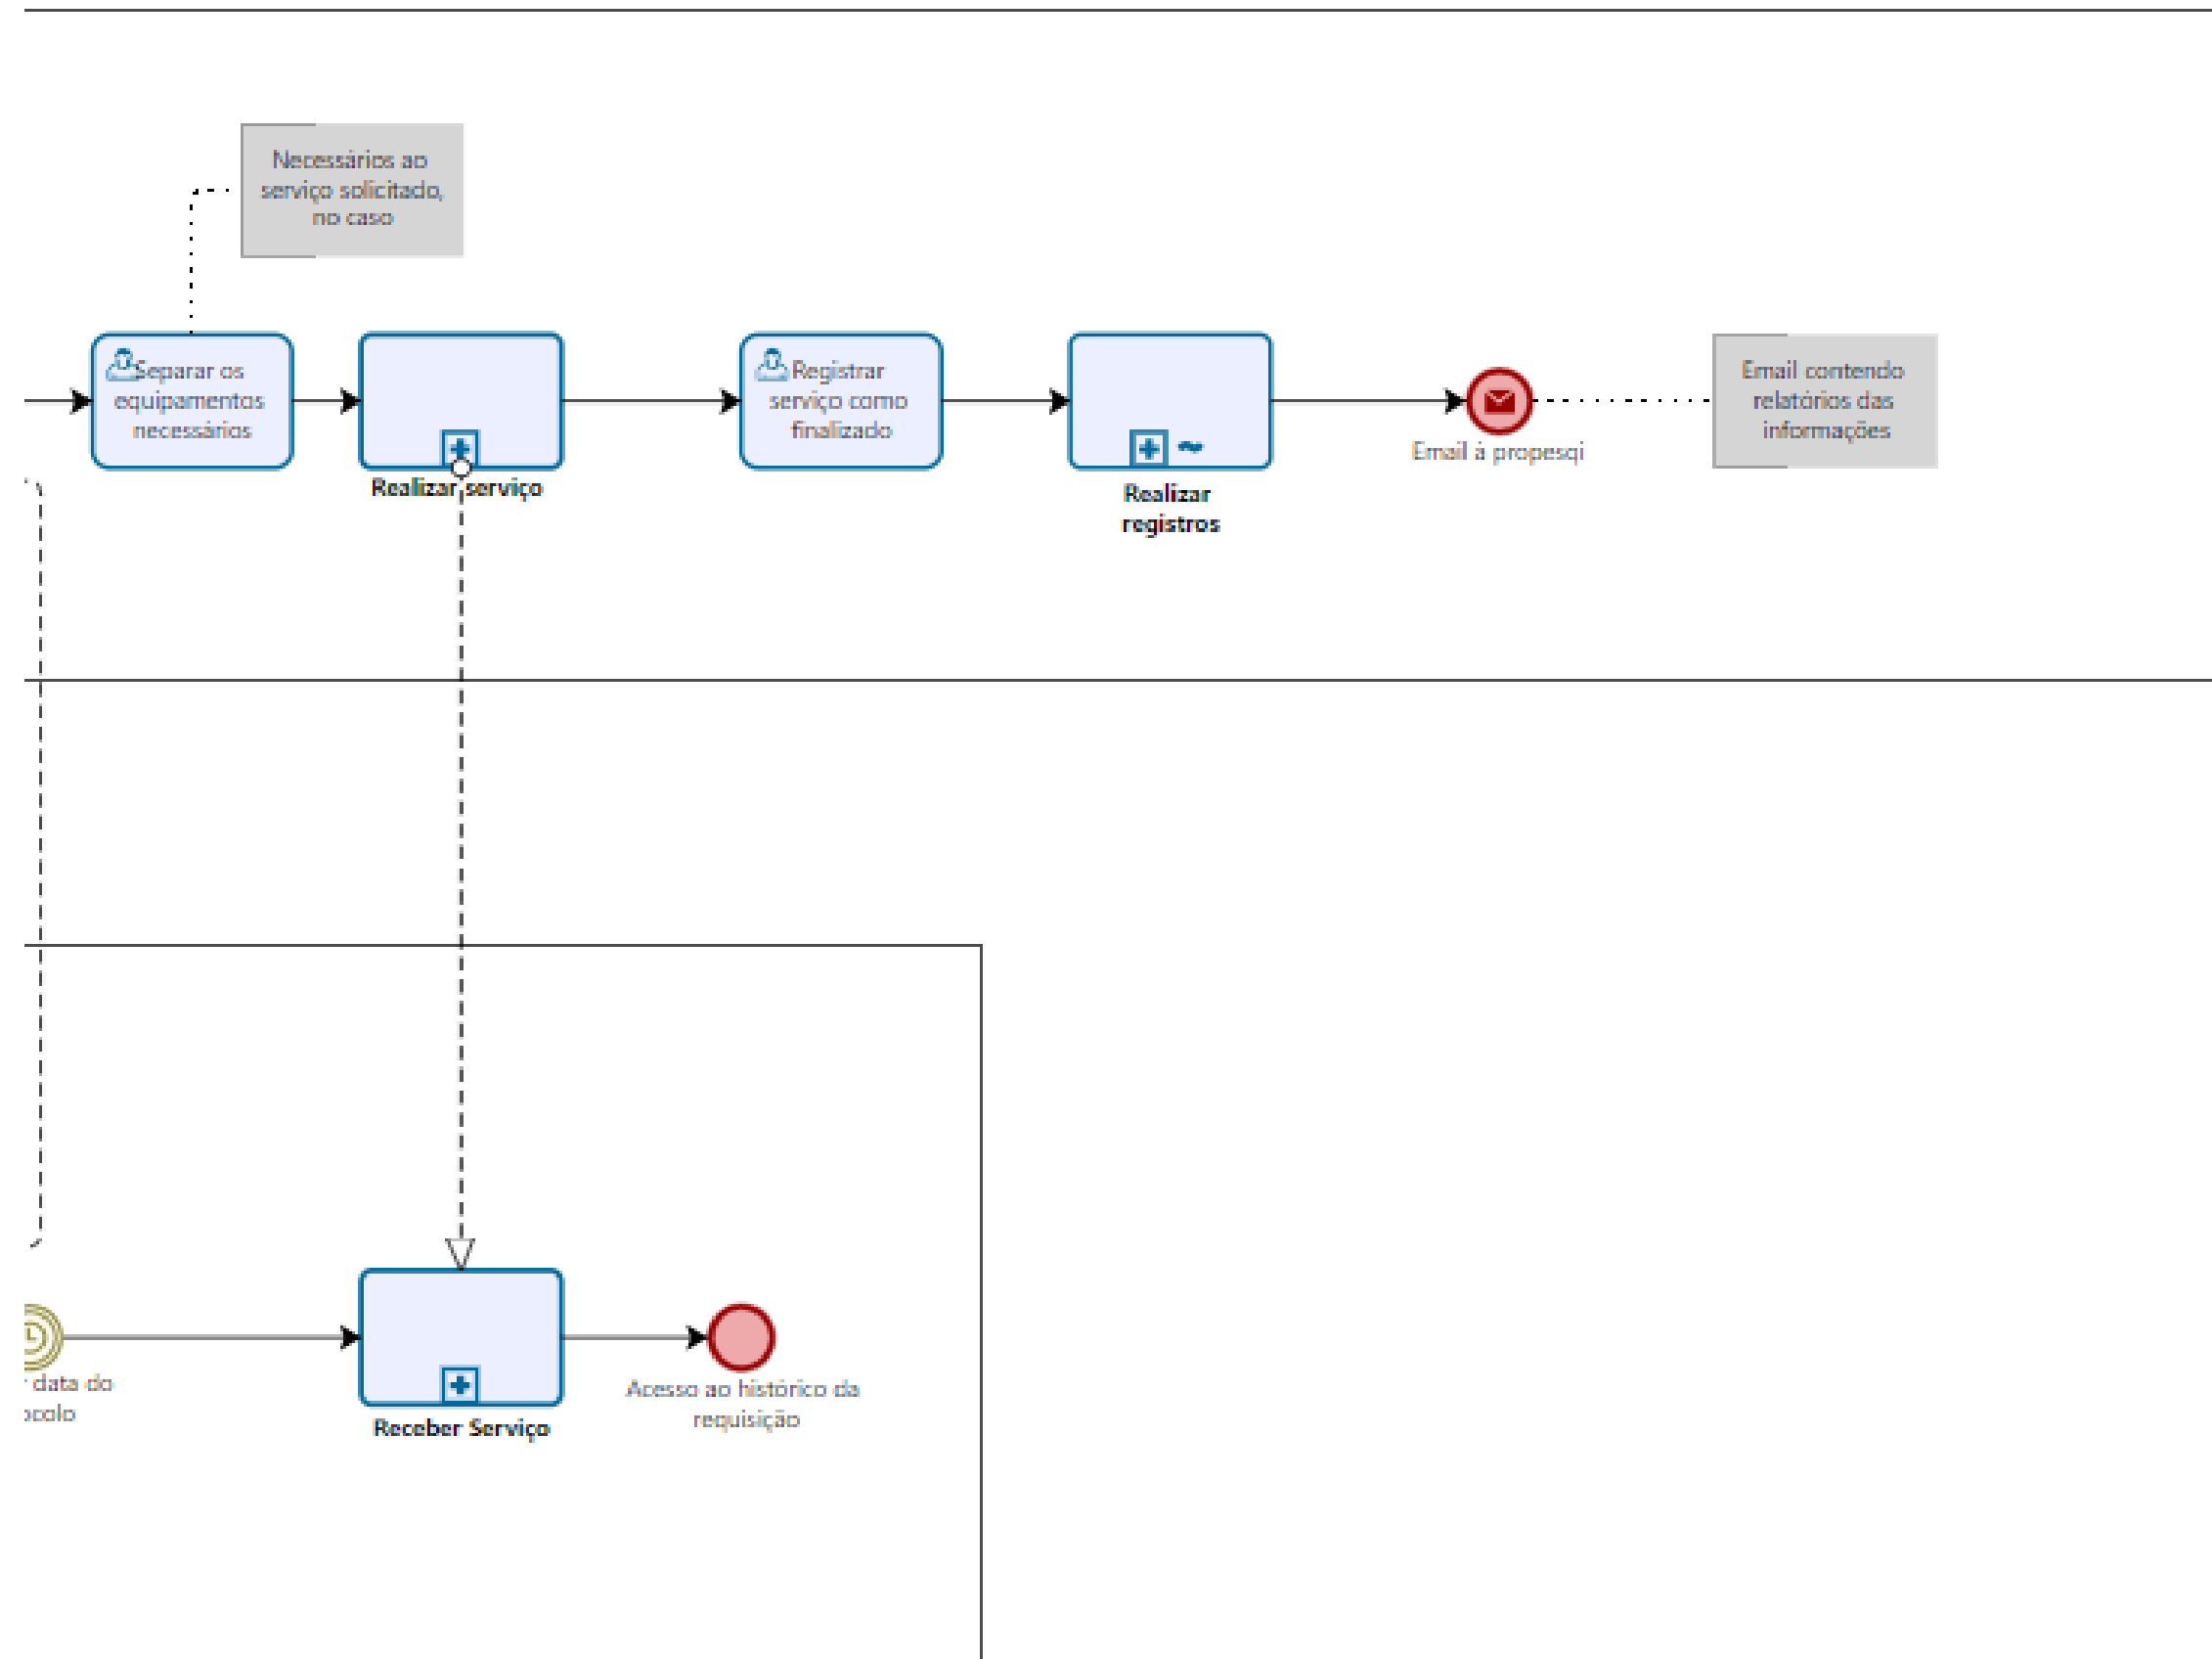 Necessários ao
serviço solicitado,
no caso
Separar os
equipamentos
necessários
Realizar serviço
Registrar
serviço como
finalizado
Realizar
registros
Email à propesqi
Email contendo
relatórios das
informações
data do
ocolo
Receber Serviço
Acesso ao histórico da
requisição